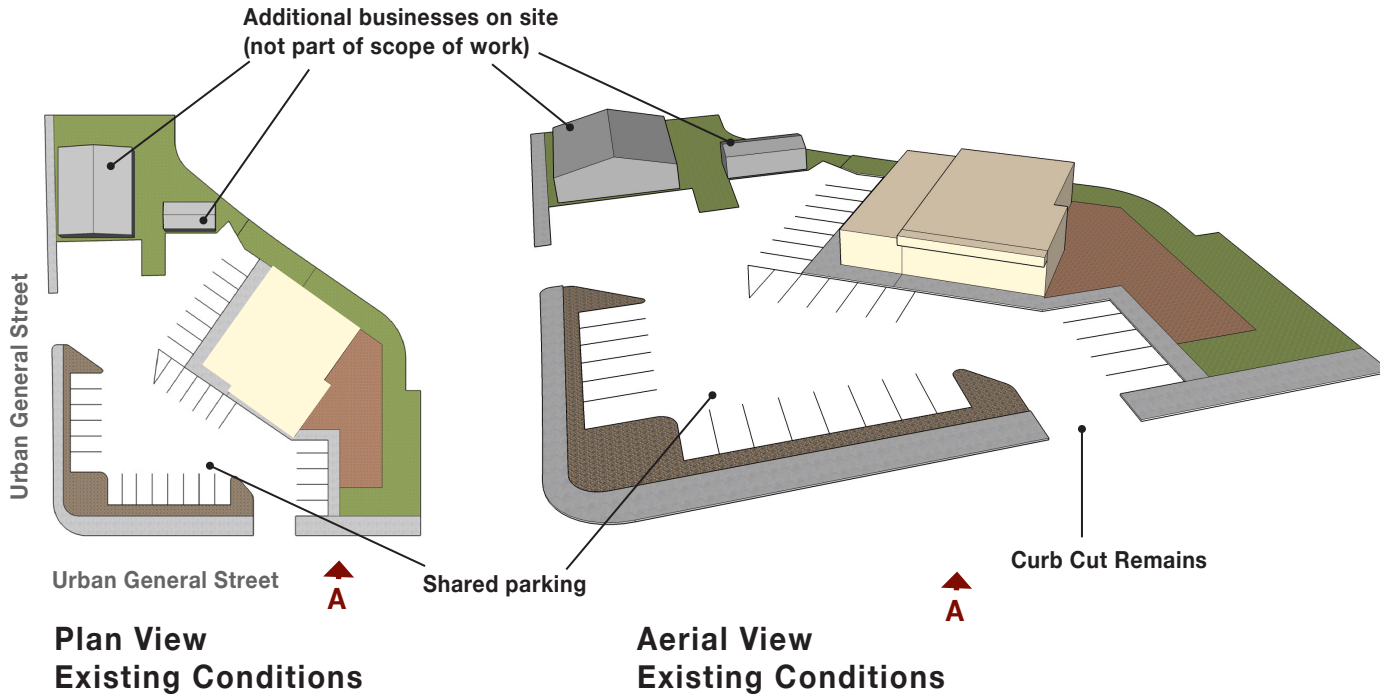 Additional businesses on site
(not part of scope of work)
Urban General Street
Urban General Street
A
Shared parking
Curb Cut Remains
A
Plan View
Existing Conditions
Aerial View
Existing Conditions